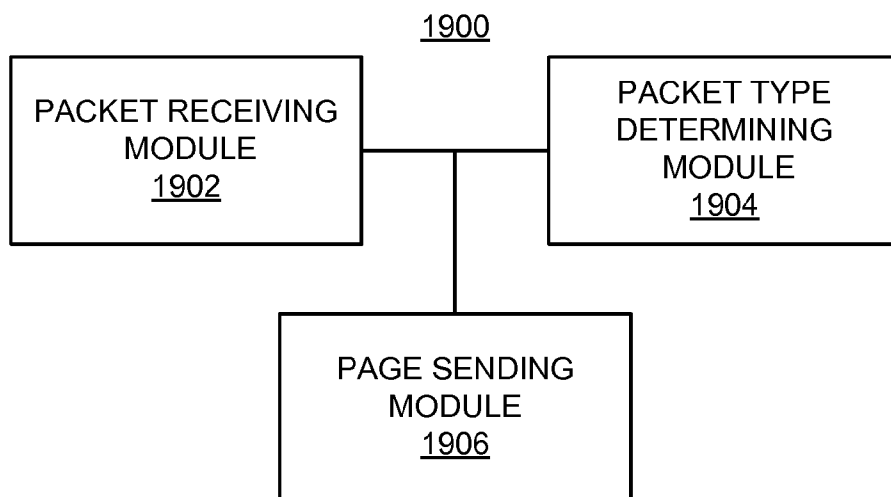 1900
PACKET RECEIVING
MODULE
1902
PACKET TYPE
DETERMINING
MODULE
1904
PAGE SENDING
MODULE
1906